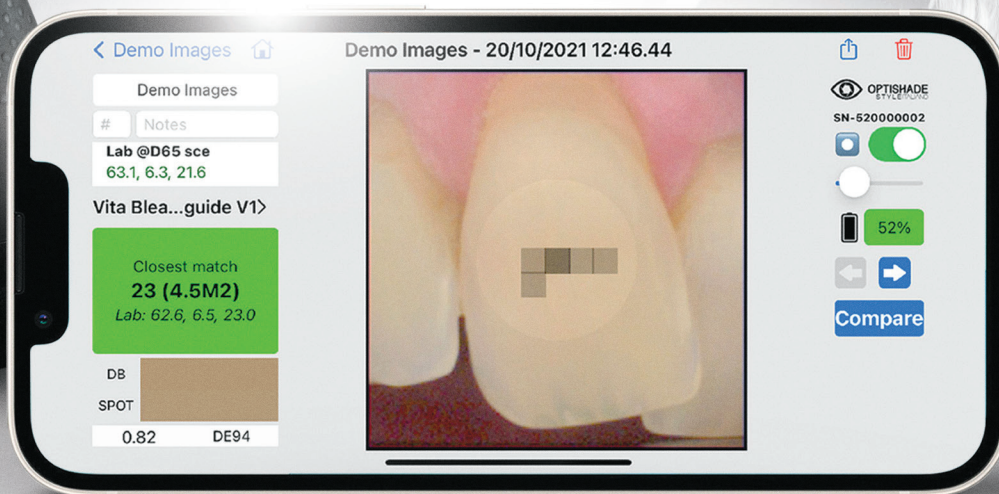 Demo Images
Demo Images - 20/10/2021 12:46.44
Demo Images
#
Notes
Lab @D65 sce
63.1, 6.3, 21.6
Vita Blea...guide V1>
Closest match
23 (4.5M2)
Lab: 62.6, 6.5, 23.0
DB
SPOT
0.82
DE94
OPTISHADE
STYLEITALIANO
SN-520000002
52%
Compare